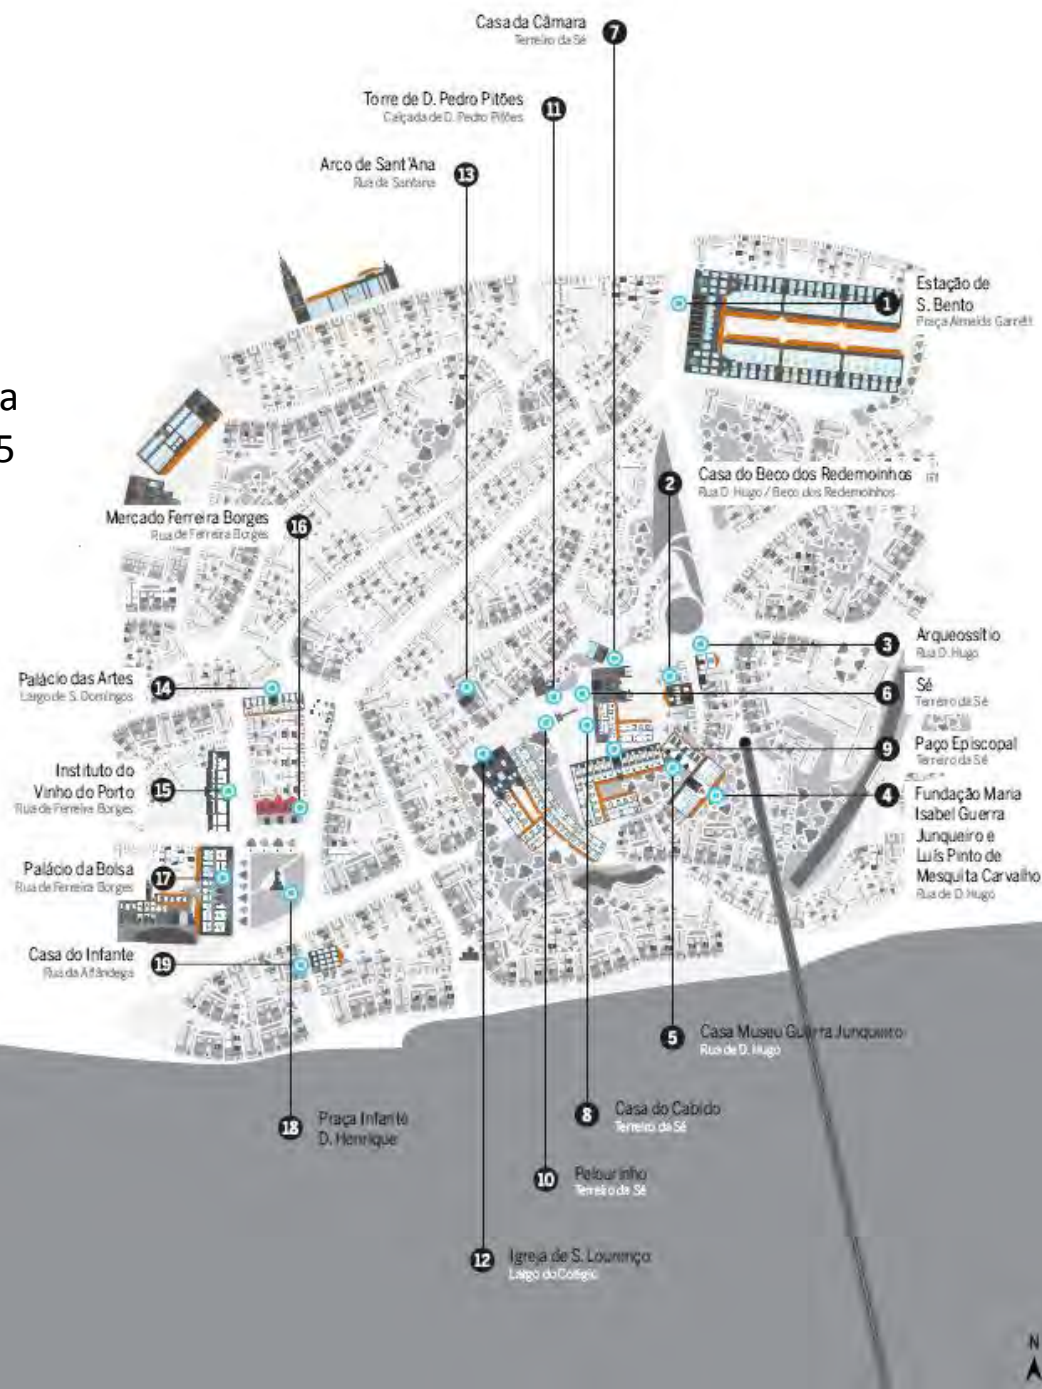 Casa da Câmara
Terreiro da Sé
7
Torre de D. Pedro Pitões
Calçada de D. Pedro Pitões
11
Arco de Sant'Ana
Rua de Santana
13
Estação de
S. Bento
Praça Almeida Garrett
1
a
5
Casa do Beco dos Redemoinhos
Rua D. Hugo / Beco dos Redemoinhos
2
Mercado Ferreira Borges
Rua de Ferreira Borges
16
Arqueossítio
Rua D. Hugo
3
Palácio das Artes
Largo de S. Domingos
14
Sé
Terreiro da Sé
6
Paço Episcopal
Terreiro da Sé
9
Instituto do
Vinho do Porto
Rua de Ferreira Borges
15
Fundação Maria
Isabel Guerra
Junqueiro e
Luís Pinto de
Mesquita Carvalho
Rua de D. Hugo
4
Palácio da Bolsa
Rua de Ferreira Borges
17
Casa do Infante
Rua da Alfândega
19
Casa Museu Guerra Junqueiro
Rua de D. Hugo
5
Casa do Cabido
Terreiro da Sé
8
Praça Infante
D. Henrique
18
Pelourinho
Terreiro da Sé
10
Igreja de S. Lourenço
Largo do Colégio
12
N